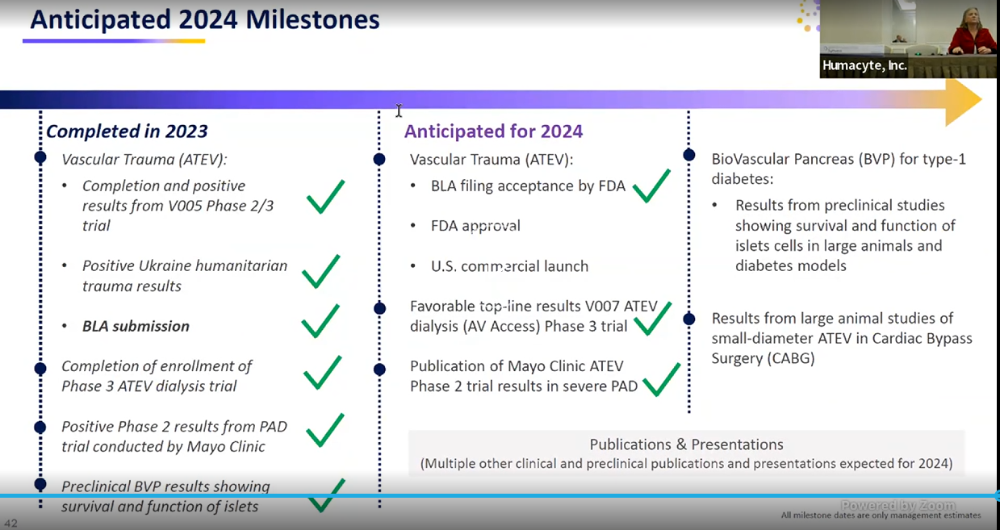 Anticipated 2024 Milestones
Humacyte, Inc.
Completed in 2023
Vascular Trauma (ATEV):
• Completion and positive
results from V005 Phase 2/3
trial
• Positive Ukraine humanitarian
trauma results
• BLA submission
Completion of enrollment of
Phase 3 ATEV dialysis trial
Positive Phase 2 results from PAD
trial conducted by Mayo Clinic
Preclinical BVP results showing
survival and function of islets
Anticipated for 2024
Vascular Trauma (ATEV):
• BLA filing acceptance by FDA
• FDA approval
• U.S. commercial launch
Favorable top-line results V007 ATEV
dialysis (AV Access) Phase 3 trial
Publication of Mayo Clinic ATEV
Phase 2 trial results in severe PAD
BioVascular Pancreas (BVP) for type-1
diabetes:
• Results from preclinical studies
showing survival and function of
islets cells in large animals and
diabetes models
Results from large animal studies of
small-diameter ATEV in Cardiac Bypass
Surgery (CABG)
Publications & Presentations
(Multiple other clinical and preclinical publications and presentations expected for 2024)
Powered by Zoom
All milestone dates are only management estimates
42